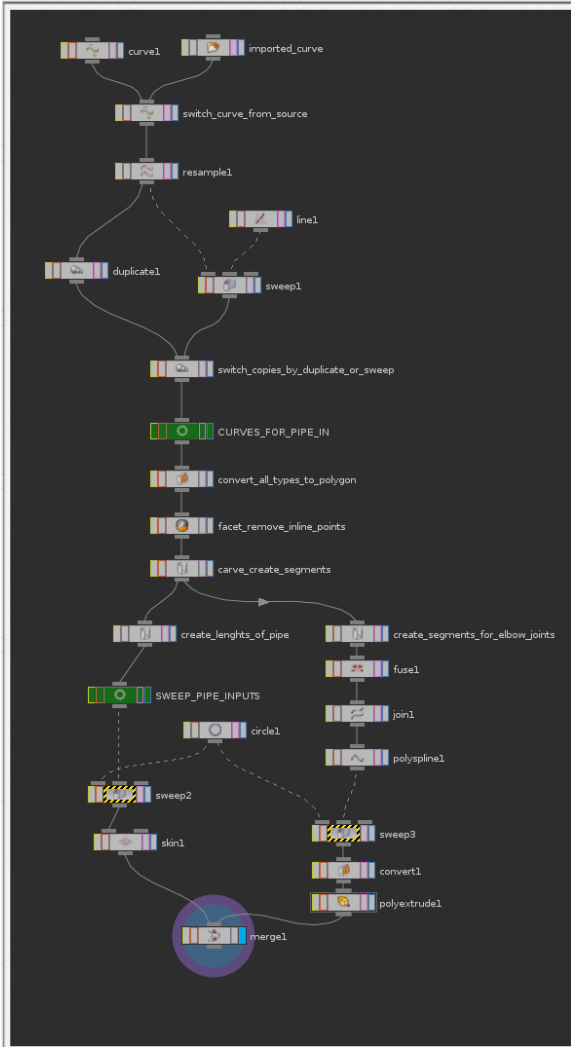 curve1
imported_curve
switch_curve_from_source
resample1
line1
duplicate1
sweep1
switch_copies_by_duplicate_or_sweep
CURVES_FOR_PIPE_IN
convert_all_types_to_polygon
facet_remove_inline_points
carve_create_segments
create_lenghts_of_pipe
create_segments_for_elbow_joints
fuse1
SWEEP_PIPE_INPUTS
join1
circle1
polyspline1
sweep2
sweep3
skin1
convert1
polyextrude1
merge1